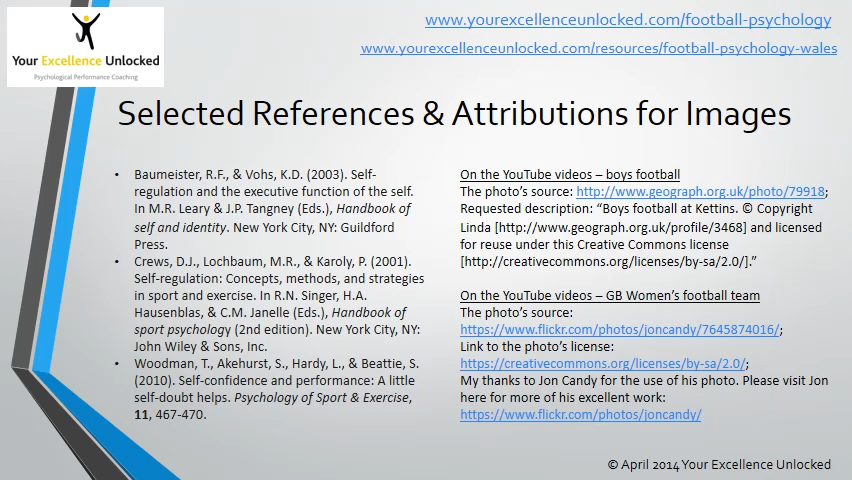 Your Excellence Unlocked
Psychological Performance Coaching
www.yourexcellenceunlocked.com/football-psychology
www.yourexcellenceunlocked.com/resources/football-psychology-wales
Selected References & Attributions for Images
• Baumeister, R.F., & Vohs, K.D. (2003). Self-
regulation and the executive function of the self.
In M.R. Leary & J.P. Tangney (Eds.), Handbook of
self and identity. New York City, NY: Guildford
Press.
• Crews, D.J., Lochbaum, M.R., & Karoly, P. (2001).
Self-regulation: Concepts, methods, and strategies
in sport and exercise. In R.N. Singer, H.A.
Hausenblas, & C.M. Janelle (Eds.), Handbook of
sport psychology (2nd edition). New York City, NY:
John Wiley & Sons, Inc.
• Woodman, T., Akehurst, S., Hardy, L., & Beattie, S.
(2010). Self-confidence and performance: A little
self-doubt helps. Psychology of Sport & Exercise,
11, 467-470.
On the YouTube videos – boys football
The photo's source: http://www.geograph.org.uk/photo/79918;
Requested description: “Boys football at Kettins. © Copyright
Linda [http://www.geograph.org.uk/profile/3468] and licensed
for reuse under this Creative Commons license
[http://creativecommons.org/licenses/by-sa/2.0/].”
On the YouTube videos – GB Women's football team
The photo's source:
https://www.flickr.com/photos/joncandy/7645874016/;
Link to the photo's license:
https://creativecommons.org/licenses/by-sa/2.0/;
My thanks to Jon Candy for the use of his photo. Please visit Jon
here for more of his excellent work:
https://www.flickr.com/photos/joncandy/
© April 2014 Your Excellence Unlocked